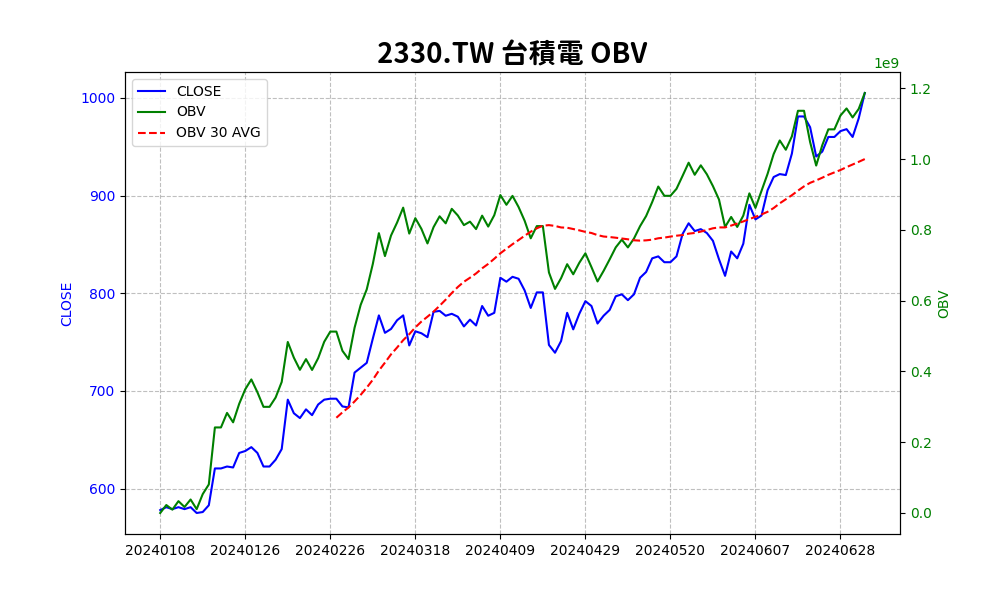 2330.TW 台積電 OBV
1e9
CLOSE
OBV
OBV 30 AVG
1000
900
800
700
600
CLOSE
1.2
1.0
0.8
0.6
0.4
0.2
0.0
OBV
20240108 20240126 20240226 20240318 20240409 20240429 20240520 20240607 20240628